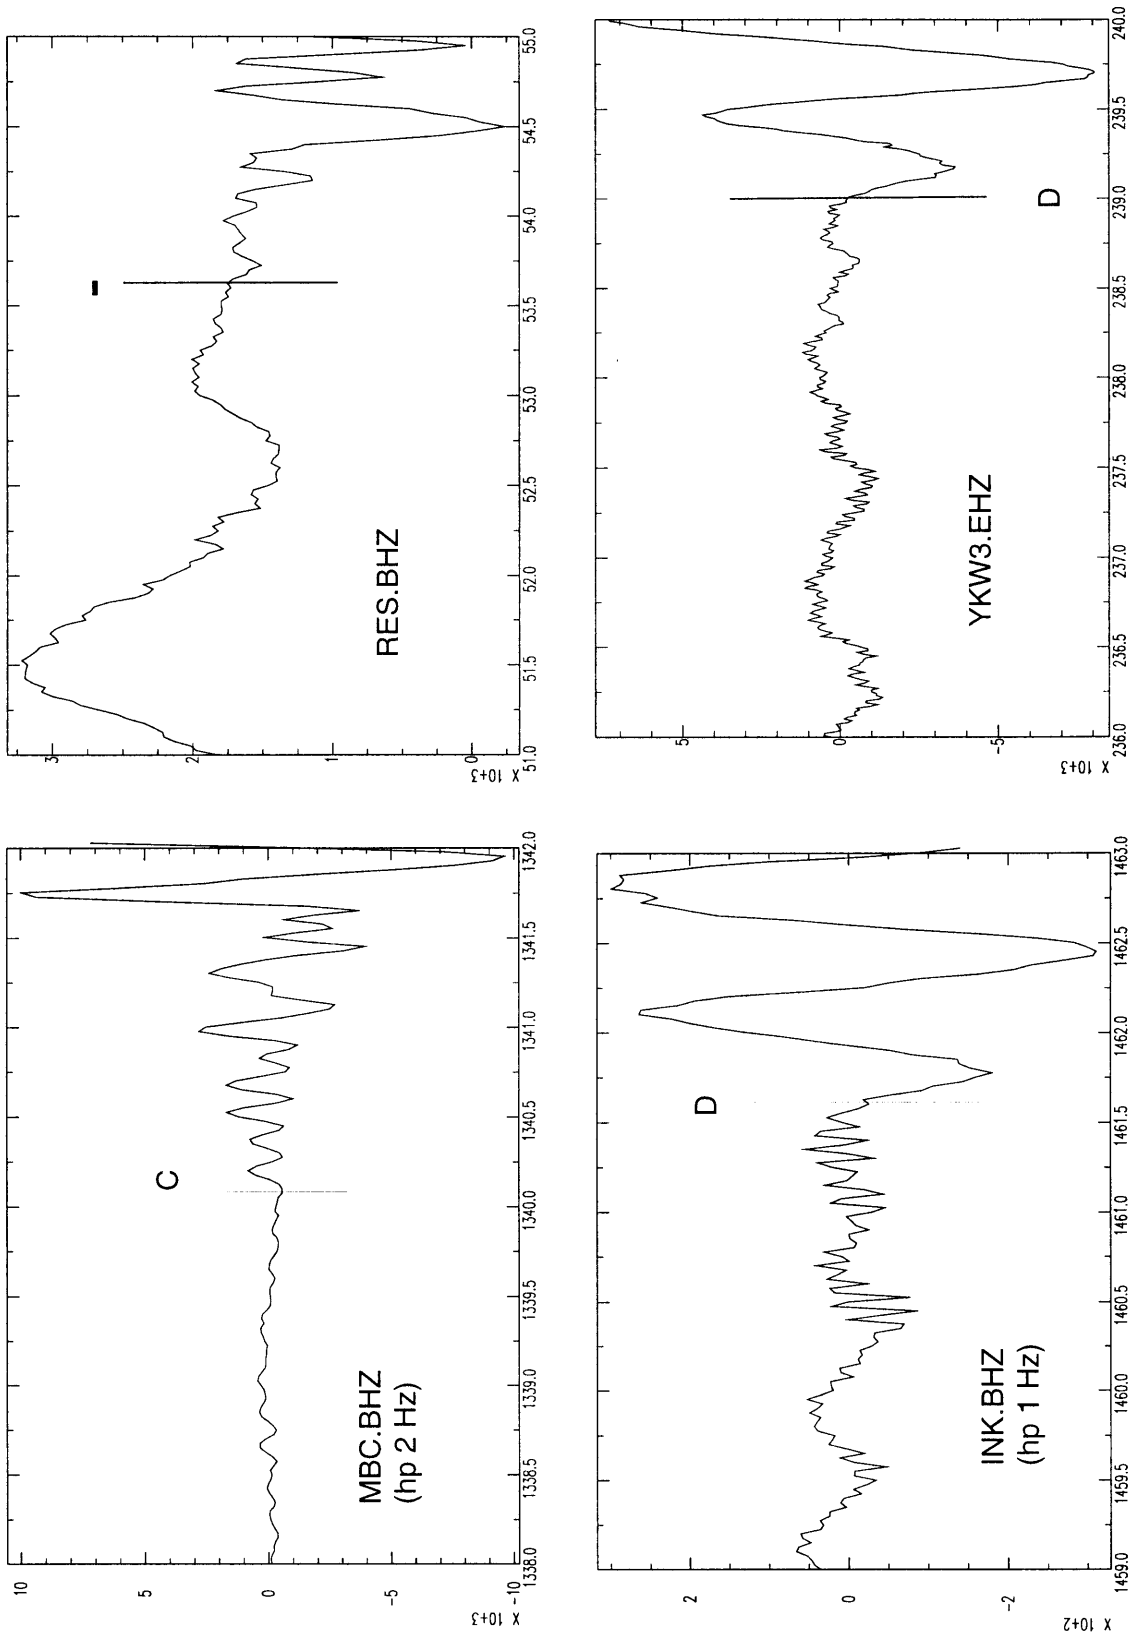 10
5
0
-5
-10
X 10+3
C
MBC.BHZ
(hp 2 Hz)
1338.0 1338.5 1339.0 1339.5 1340.0 1340.5 1341.0 1341.5 1342.0
3
2
1
0
X 10+3
RES.BHZ
51.0 51.5 52.0 52.5 53.0 53.5 54.0 54.5 55.0
2
0
-2
X 10+2
D
INK.BHZ
(hp 1 Hz)
1459.0 1459.5 1460.0 1460.5 1461.0 1461.5 1462.0 1462.5 1463.0
5
0
-5
X 10+3
YKW3.EHZ
D
236.0 236.5 237.0 237.5 238.0 238.5 239.0 239.5 240.0